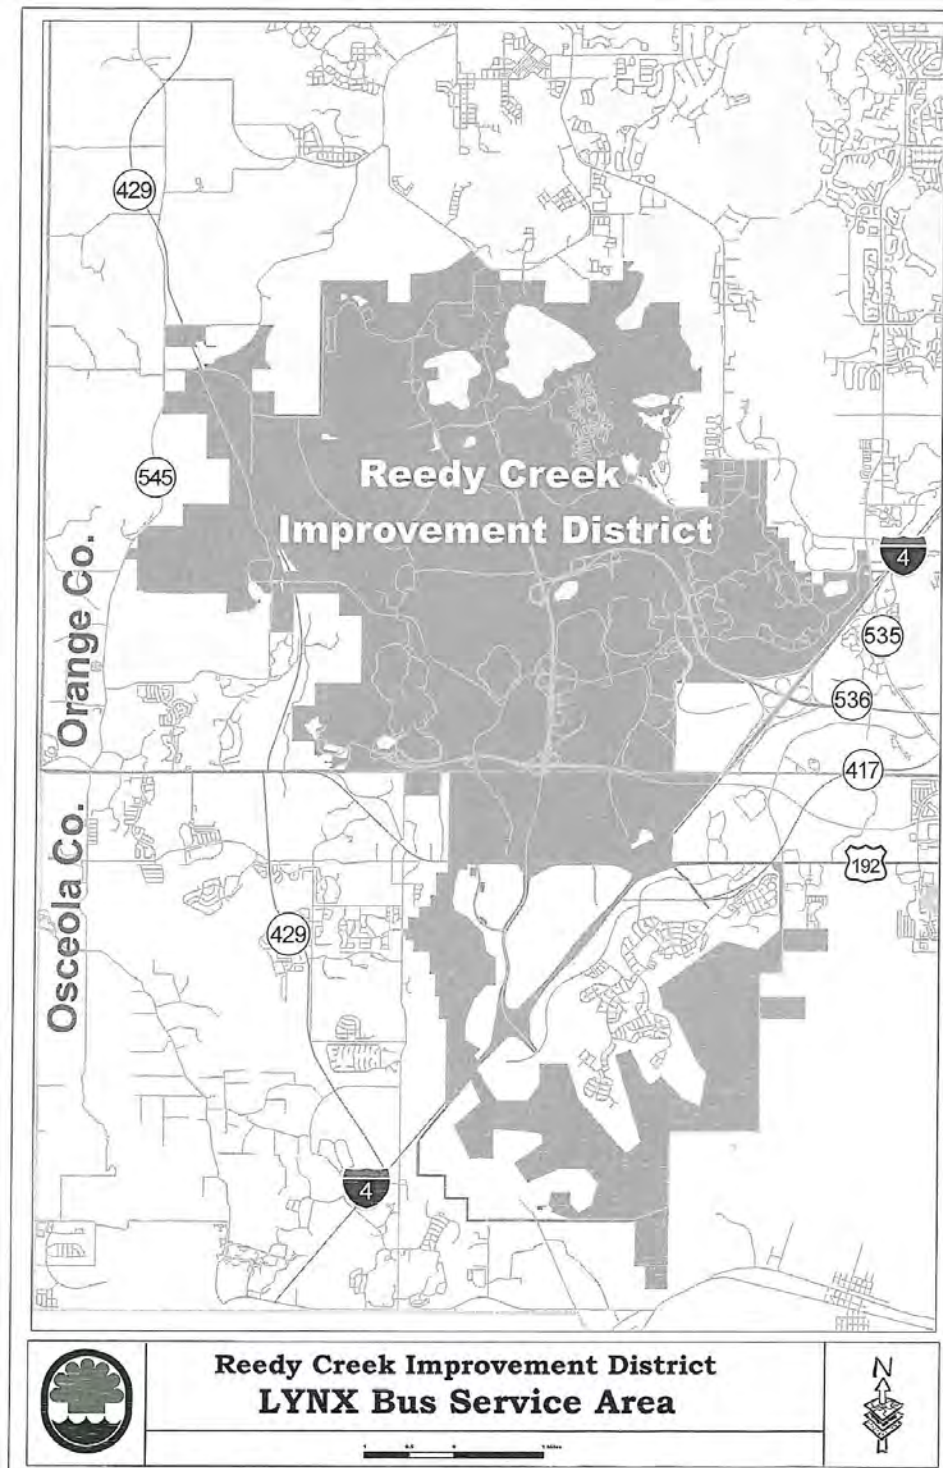 429
545
Reedy Creek
Improvement District
Orange Co.
4
535
536
417
192
Osceola Co.
429
4
Reedy Creek Improvement District
LYNX Bus Service Area
N